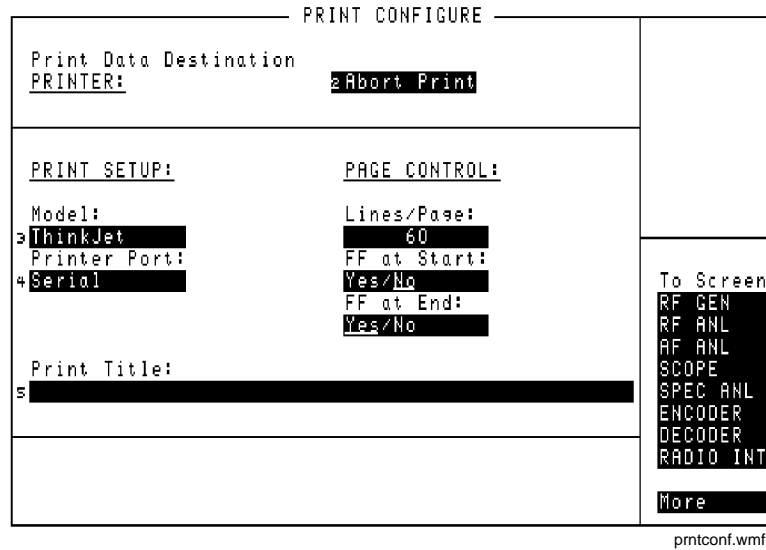 PRINT CONFIGURE
Print Data Destination
PRINTER:
2 Abort Print
PRINT SETUP:
PAGE CONTROL:
Model:
3 ThinkJet
Printer Port:
4 Serial
Lines/Page:
60
FF at Start:
Yes/No
FF at End:
Yes/No
Print Title:
5
To Screen
RF GEN
RF ANL
AF ANL
SCOPE
SPEC ANL
ENCODER
DECODER
RADIO INT
More
prntconf.wmf